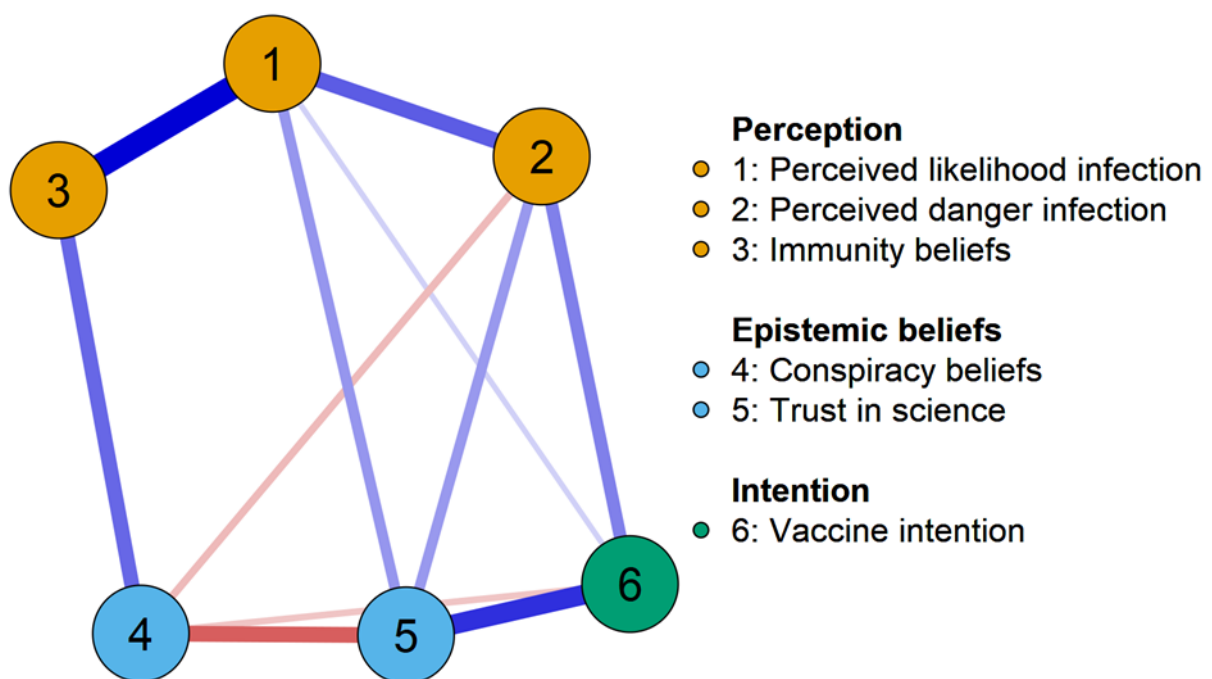 1
2
3
4
5
6
Perception
1: Perceived likelihood infection
2: Perceived danger infection
3: Immunity beliefs
Epistemic beliefs
4: Conspiracy beliefs
5: Trust in science
Intention
6: Vaccine intention